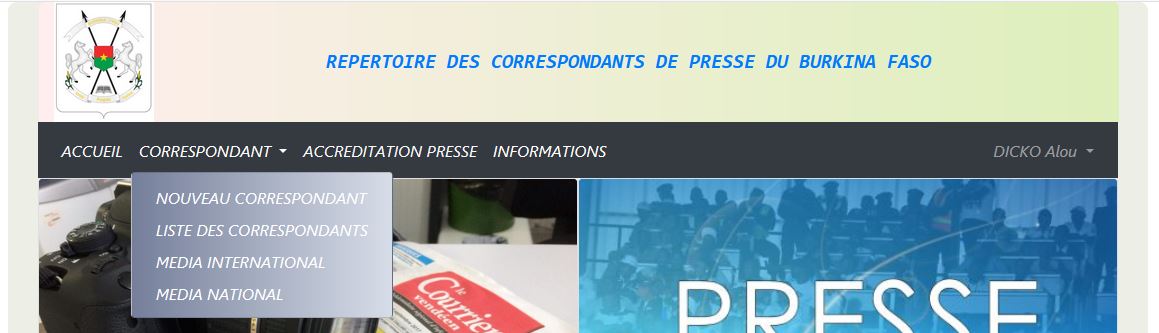 REPERTOIRE DES CORRESPONDANTS DE PRESSE DU BURKINA FASO
ACCUEIL CORRESPONDANT ACCREDITATION PRESSE INFORMATIONS DICKO Alou
NOUVEAU CORRESPONDANT
LISTE DES CORRESPONDANTS
MEDIA INTERNATIONAL
MEDIA NATIONAL
le
Courrier
vendéen
PRESSE